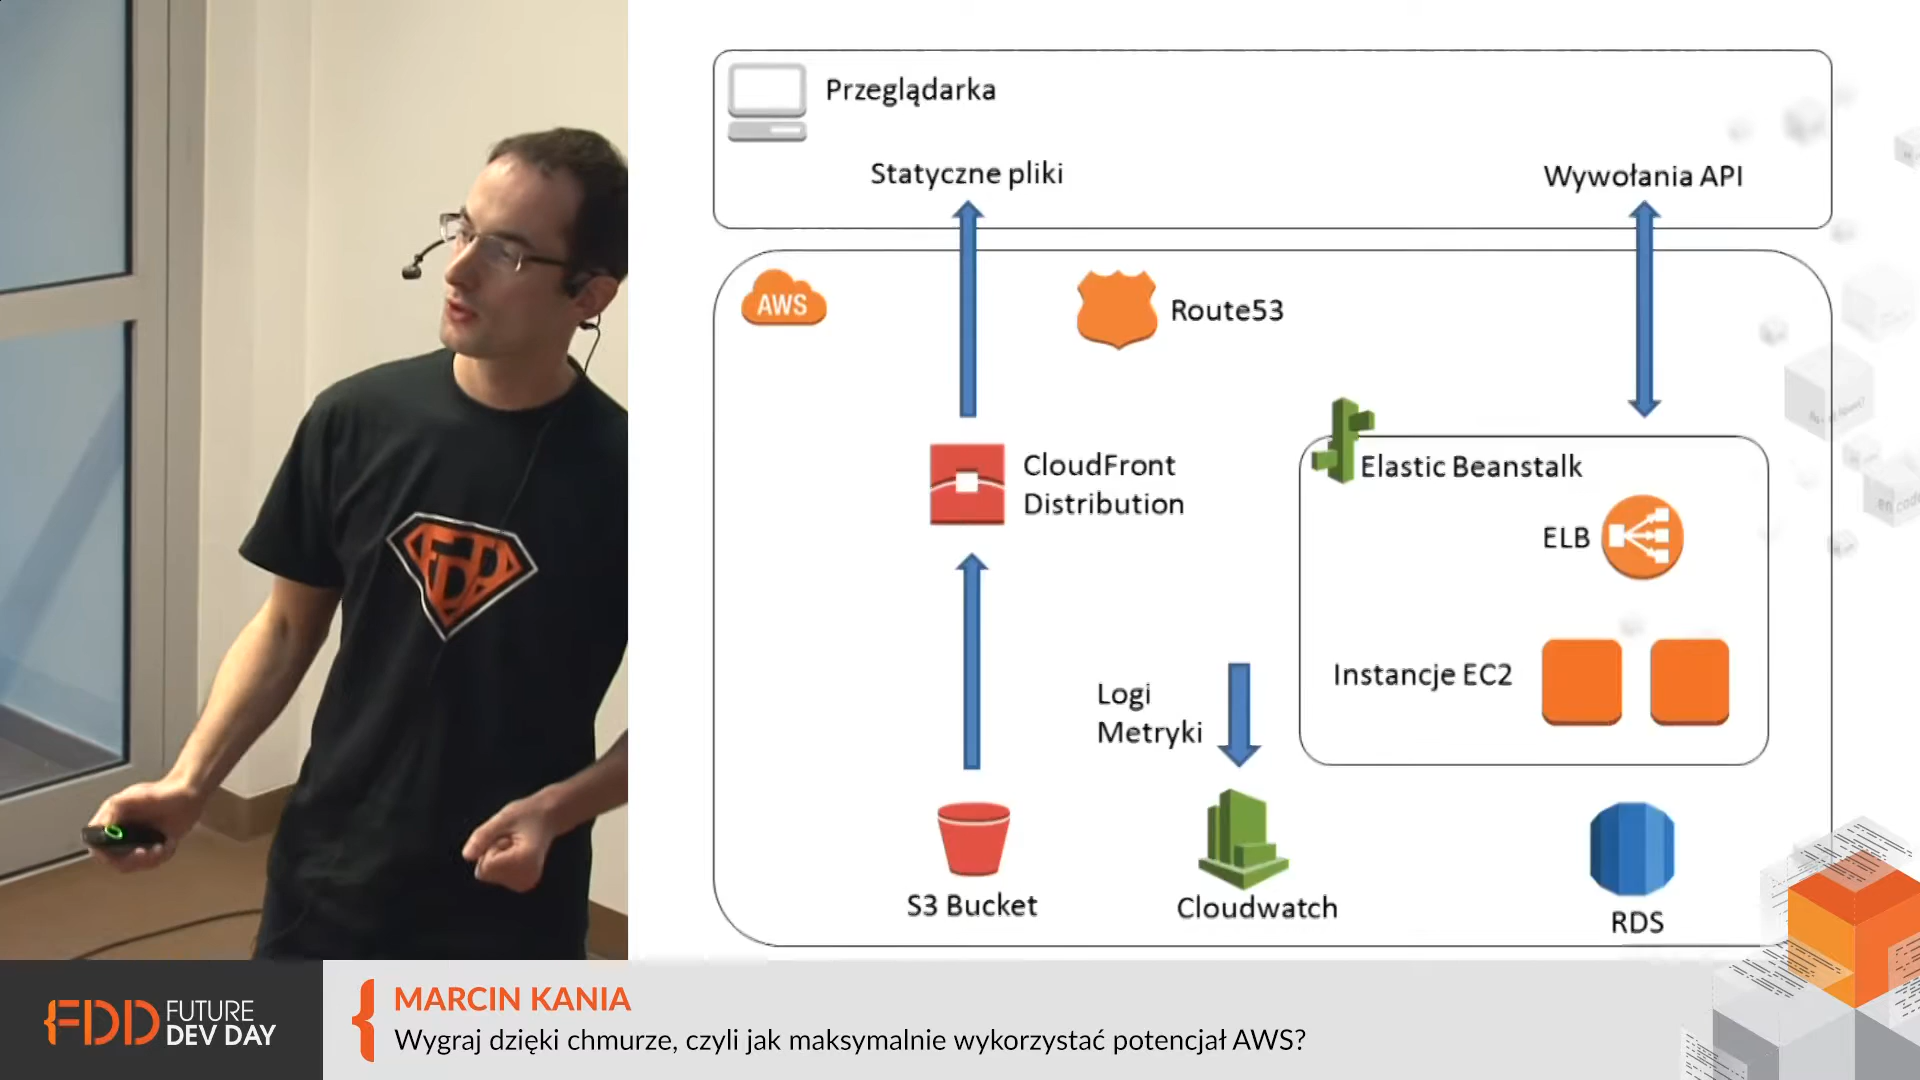 Przeglądarka
Statyczne pliki
Wywołania API
AWS
Route53
CloudFront
Distribution
Elastic Beanstalk
ELB
Instancje EC2
Logi
Metryki
S3 Bucket
Cloudwatch
RDS
FDD
FDD FUTURE
DEV DAY
MARCIN KANIA
Wygraj dzięki chmurze, czyli jak maksymalnie wykorzystać potencjał AWS?